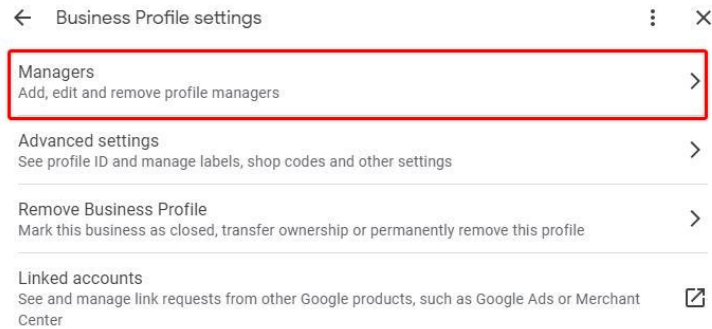 Business Profile settings
Managers
Add, edit and remove profile managers
Advanced settings
See profile ID and manage labels, shop codes and other settings
Remove Business Profile
Mark this business as closed, transfer ownership or permanently remove this profile
Linked accounts
See and manage link requests from other Google products, such as Google Ads or Merchant
Center